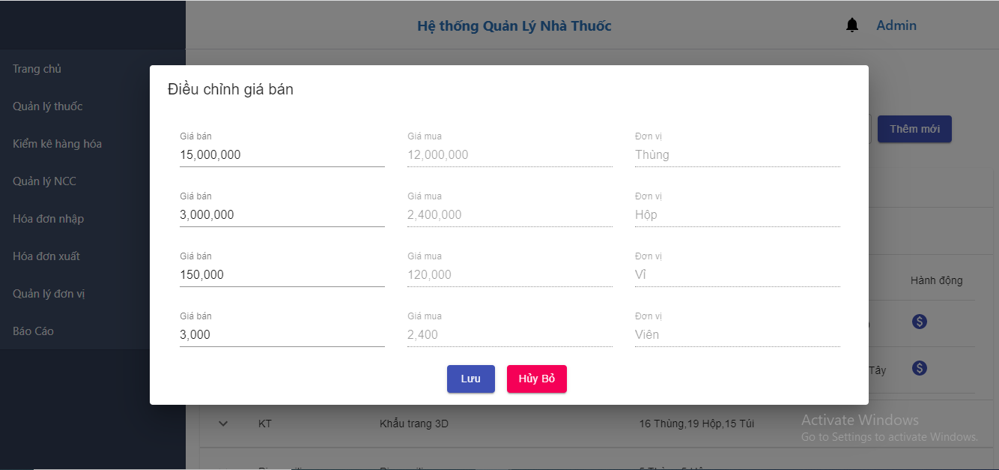 Hệ thống Quản Lý Nhà Thuốc
Admin
Trang chủ
Quản lý thuốc
Kiểm kê hàng hóa
Quản lý NCC
Hóa đơn nhập
Hóa đơn xuất
Quản lý đơn vị
Báo Cáo
Thêm mới
Điều chỉnh giá bán
Giá bán Giá mua Đơn vị
15,000,000 12,000,000 Thùng
Giá bán Giá mua Đơn vị
3,000,000 2,400,000 Hộp
Giá bán Giá mua Đơn vị
150,000 120,000 Vỉ
Giá bán Giá mua Đơn vị
3,000 2,400 Viên
Lưu Hủy Bỏ
Hành động
Tây
KT Khẩu trang 3D 16 Thùng,19 Hộp,15 Túi
Activate Windows
Go to Settings to activate Windows.